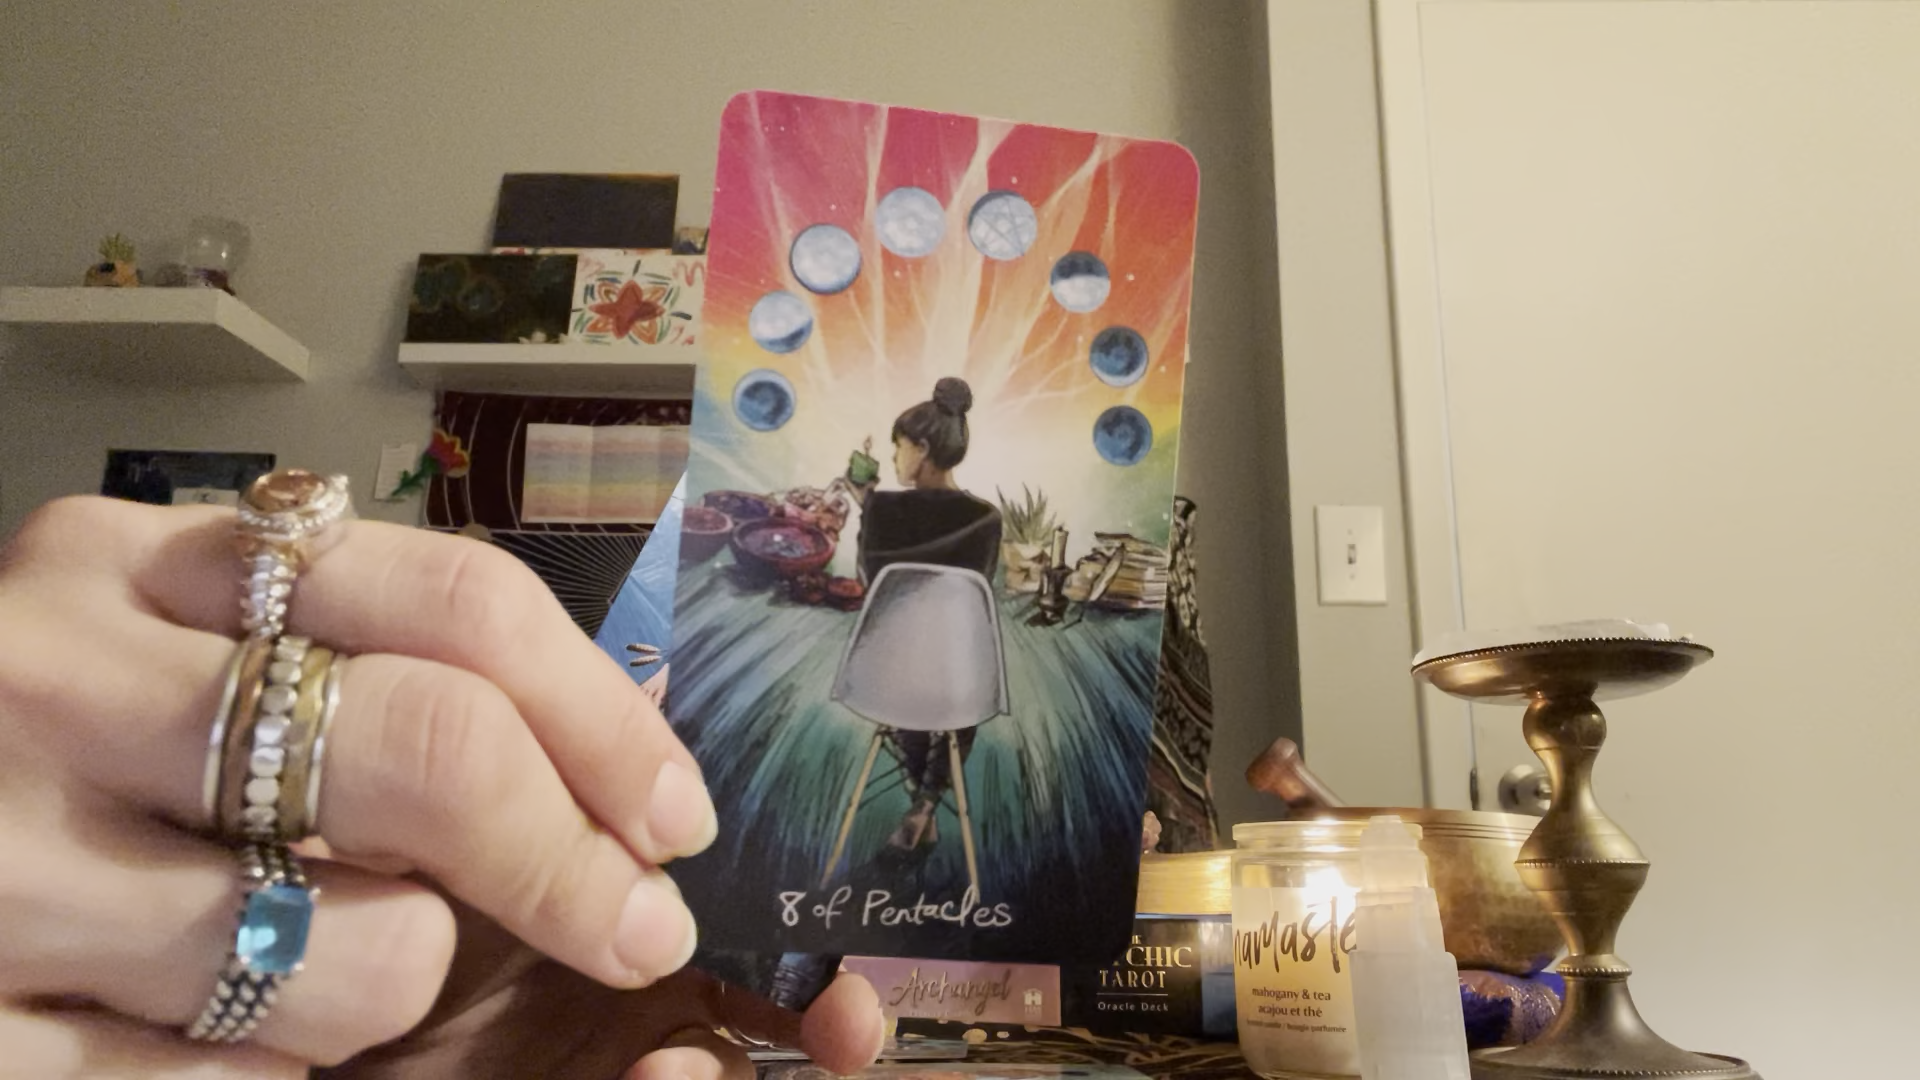 8 of Pentacles
Archangel
TAROT
Oracle Deck
namaste
mahogany & tea
acajou et thé